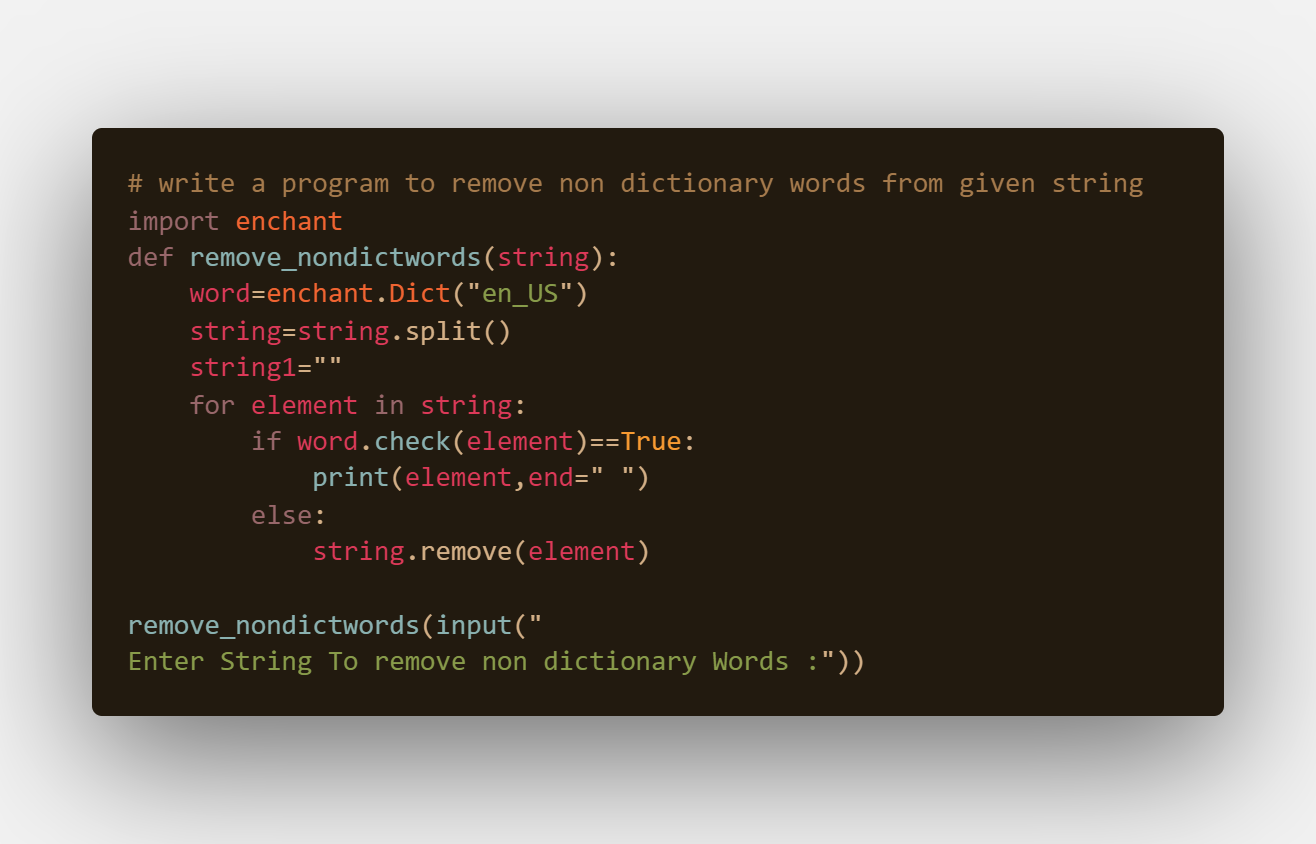 # write a program to remove non dictionary words from given string
import enchant
def remove_nondictwords(string):
    word=enchant.Dict("en_US")
    string=string.split()
    string1=""
    for element in string:
        if word.check(element)==True:
            print(element,end=" ")
        else:
            string.remove(element)

remove_nondictwords(input("
Enter String To remove non dictionary Words :"))